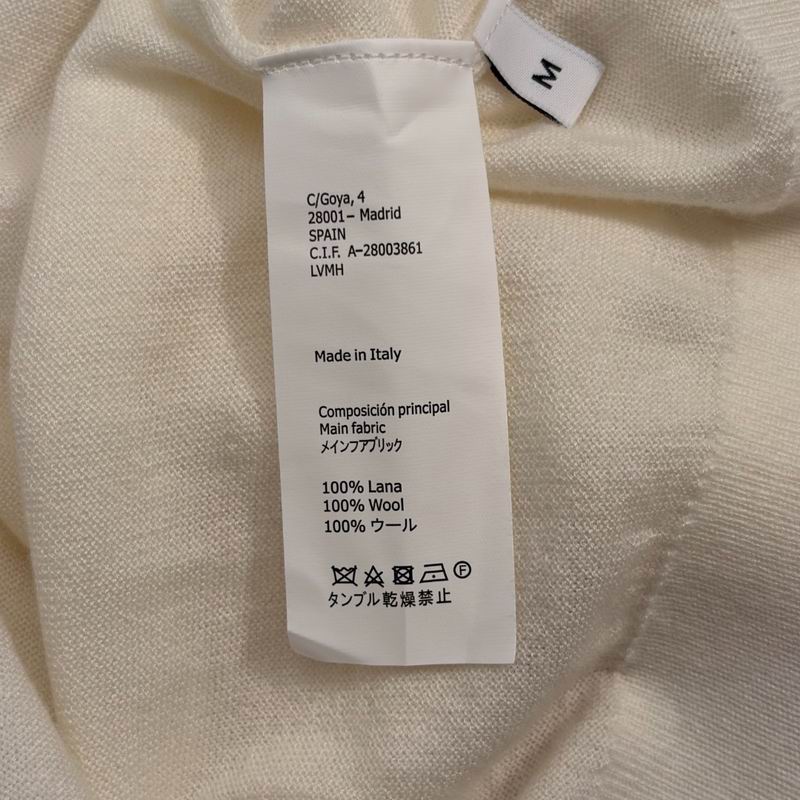 M
C/Goya, 4
28001– Madrid
SPAIN
C.I.F. A-28003861
LVMH
Made in Italy
Composición principal
Main fabric
メインファブリック
100% Lana
100% Wool
100% ウール
F
タンブル乾燥禁止